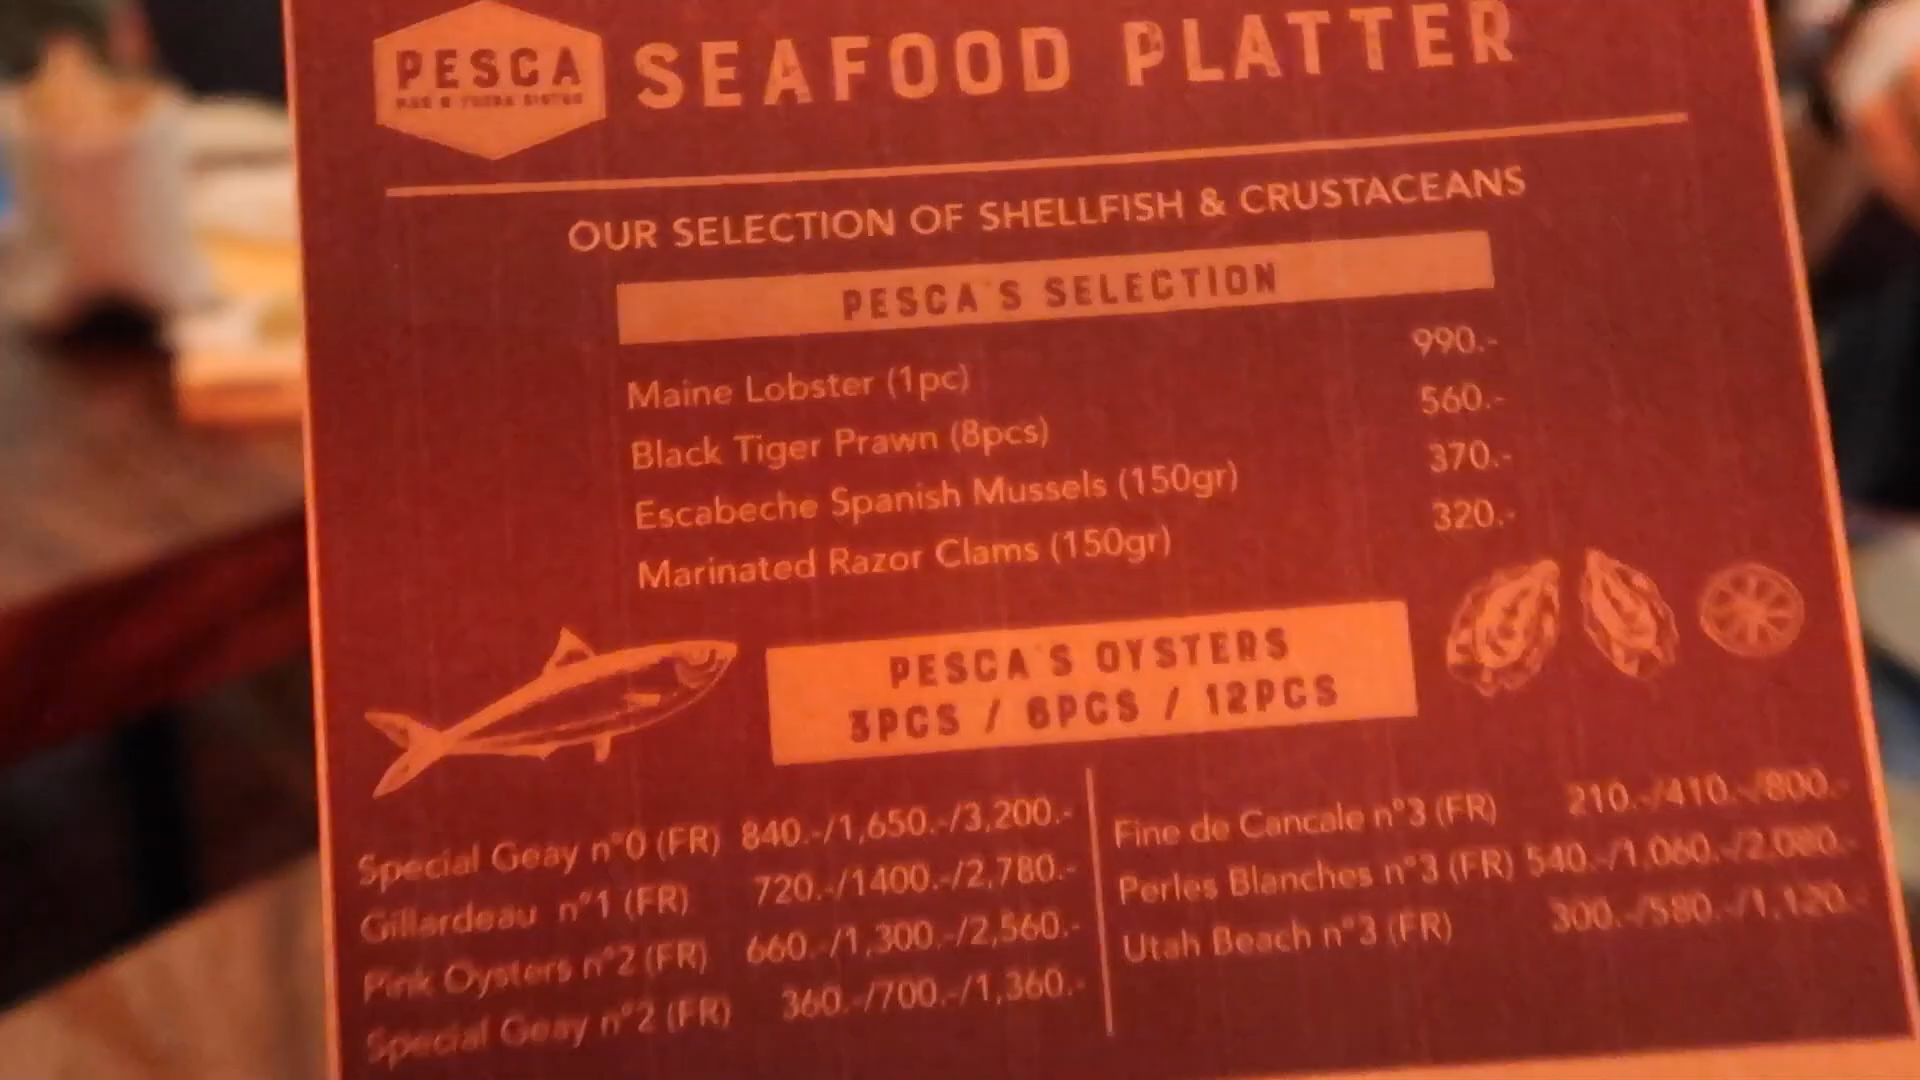 PESCA
SEAFOOD PLATTER
OUR SELECTION OF SHELLFISH & CRUSTACEANS
PESCA'S SELECTION
Maine Lobster (1pc) 990.-
Black Tiger Prawn (8pcs) 560.-
Escabeche Spanish Mussels (150gr) 370.-
Marinated Razor Clams (150gr) 320.-
PESCA'S OYSTERS
3PCS / 6PCS / 12PCS
Special Geay n°0 (FR) 840.-/1,650.-/3,200.-
Gillardeau n°1 (FR) 720.-/1400.-/2,780.-
Pink Oysters n°2 (FR) 660.-/1,300.-/2,560.-
Special Geay n°2 (FR) 360.-/700.-/1,360.-
Fine de Cancale n°3 (FR) 210.-/410.-/800.-
Perles Blanches n°3 (FR) 540.-/1,060.-/2,080.-
Utah Beach n°3 (FR) 300.-/580.-/1,120.-